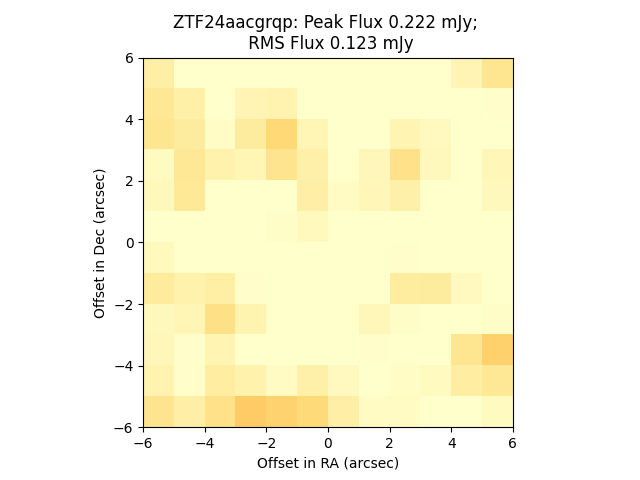 ZTF24aacgrqp: Peak Flux 0.222 mJy;
RMS Flux 0.123 mJy
6
4
2
0
−2
−4
−6
Offset in Dec (arcsec)
−6 −4 −2 0 2 4 6
Offset in RA (arcsec)